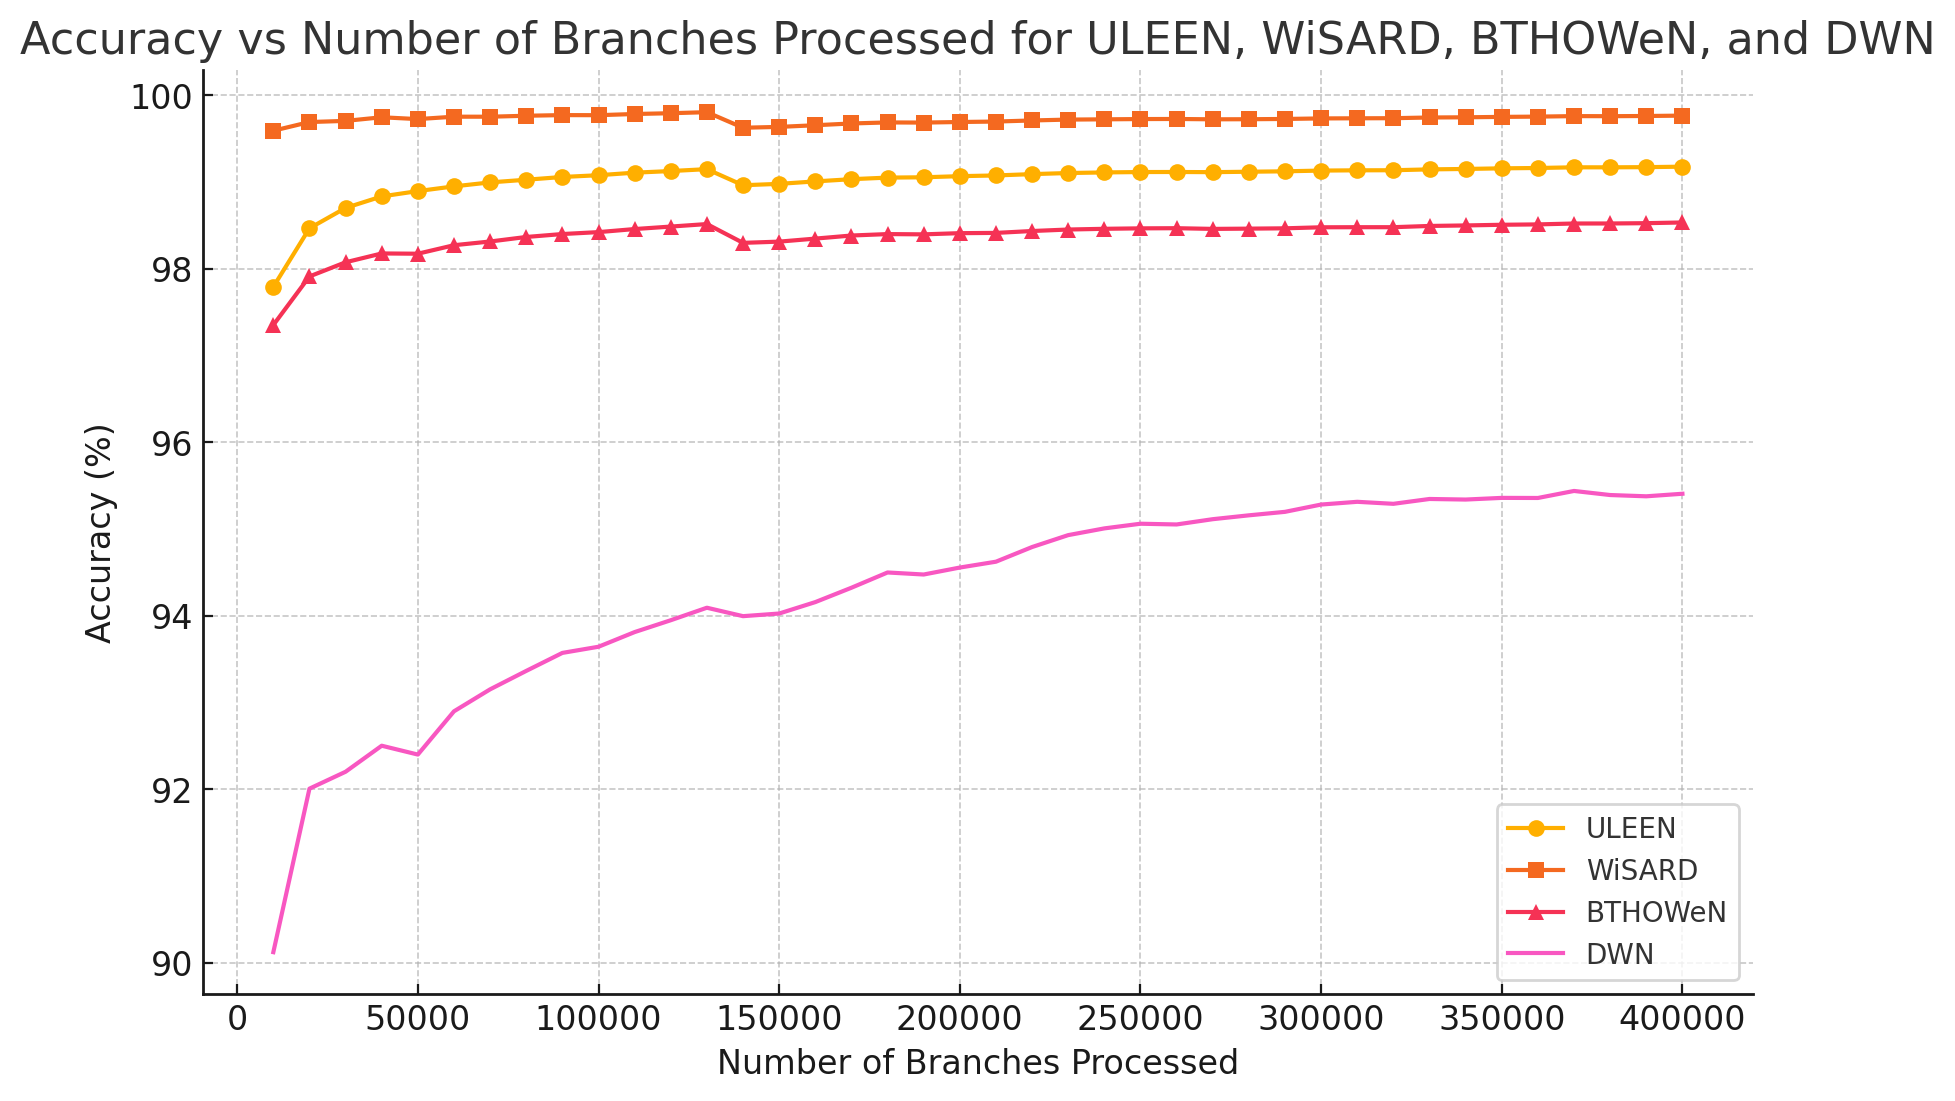 Accuracy vs Number of Branches Processed for ULEEN, WiSARD, BTHOWeN, and DWN
Accuracy (%)
100
98
96
94
92
90
0 50000 100000 150000 200000 250000 300000 350000 400000
Number of Branches Processed
ULEEN
WiSARD
BTHOWeN
DWN